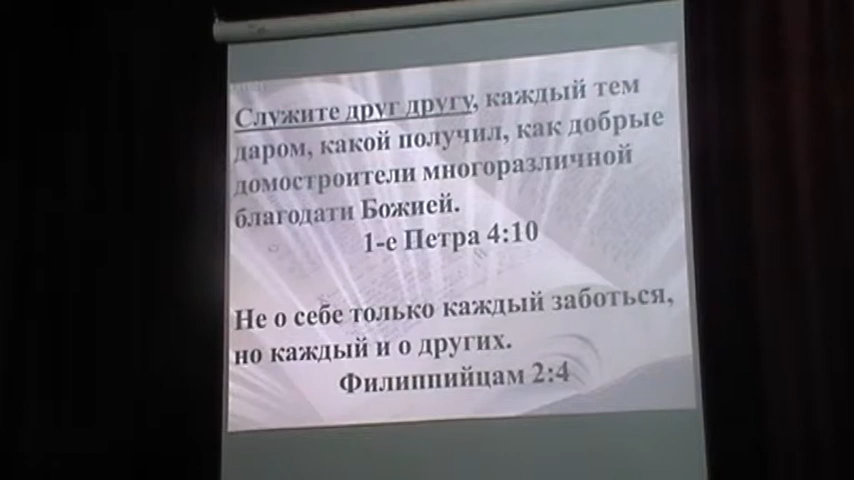 Служите друг другу, каждый тем
даром, какой получил, как добрые
домостроители многоразличной
благодати Божией.
1-е Петра 4:10
Не о себе только каждый заботься,
но каждый и о других.
Филиппийцам 2:4